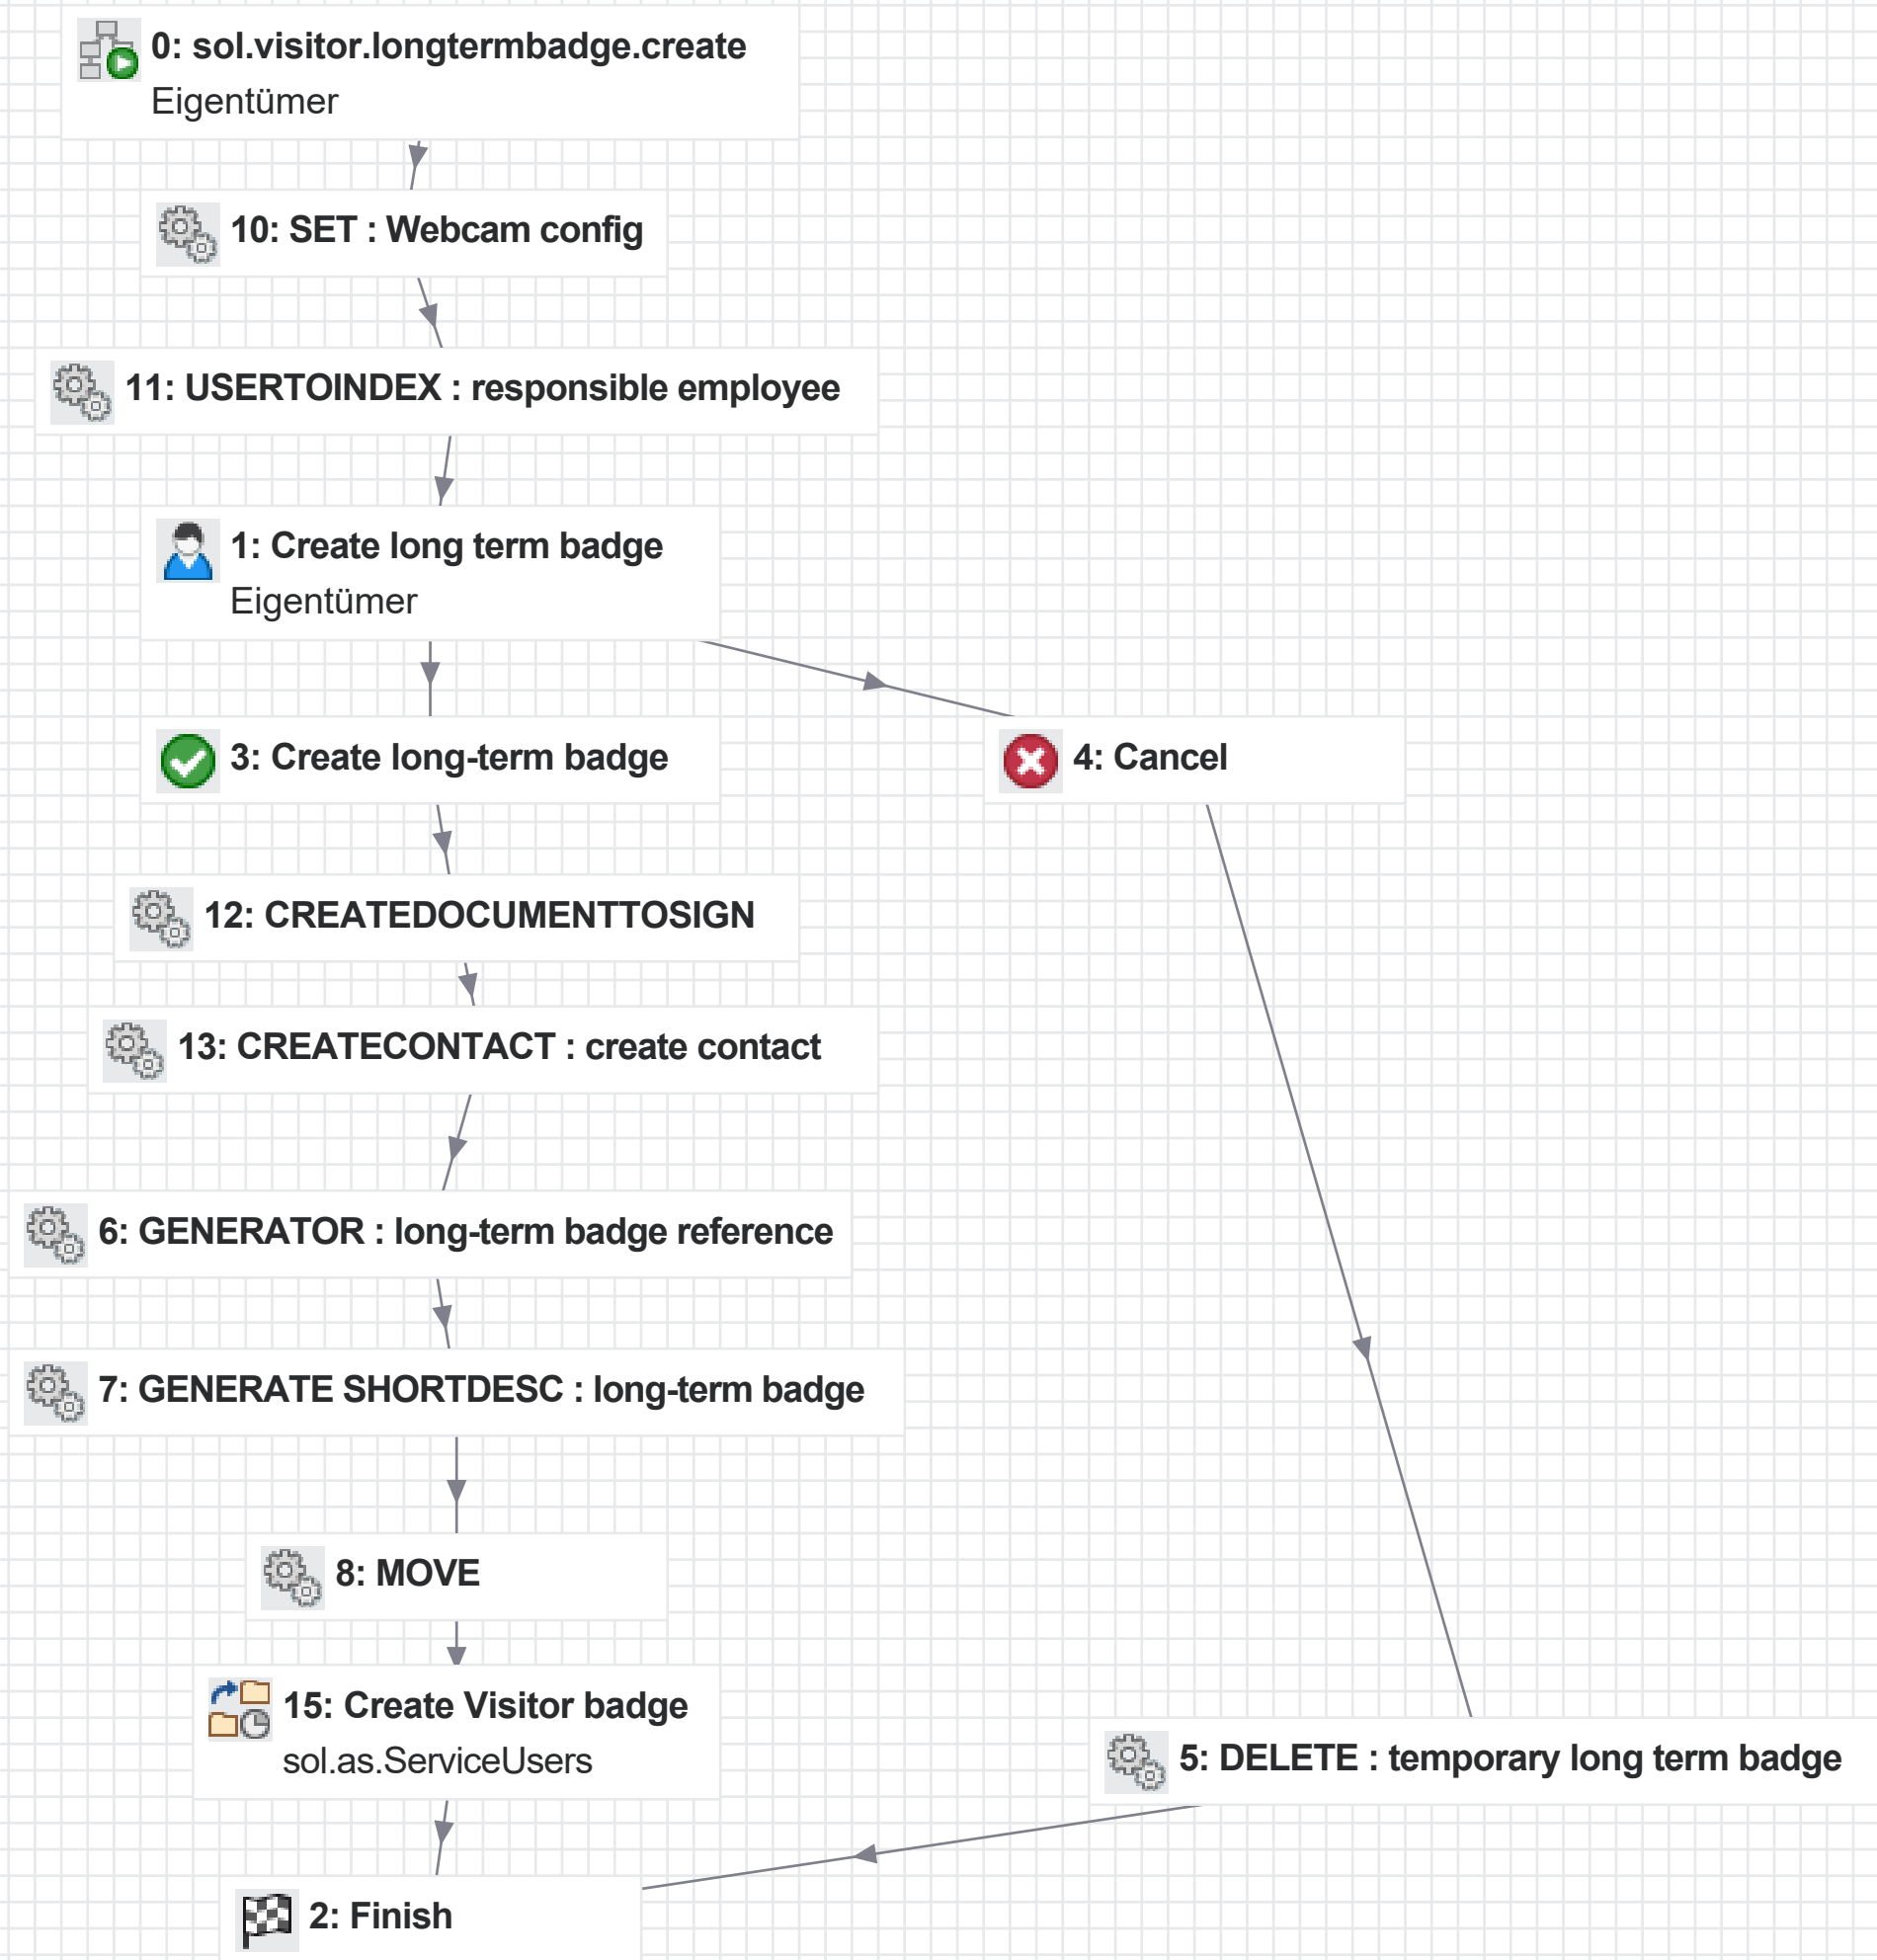 0: sol.visitor.longtermbadge.create
Eigentümer
10: SET : Webcam config
11: USERTOINDEX : responsible employee
1: Create long term badge
Eigentümer
3: Create long-term badge
4: Cancel
12: CREATEDOCUMENTTOSIGN
13: CREATECONTACT : create contact
6: GENERATOR : long-term badge reference
7: GENERATE SHORTDESC : long-term badge
8: MOVE
15: Create Visitor badge
sol.as.ServiceUsers
5: DELETE : temporary long term badge
2: Finish